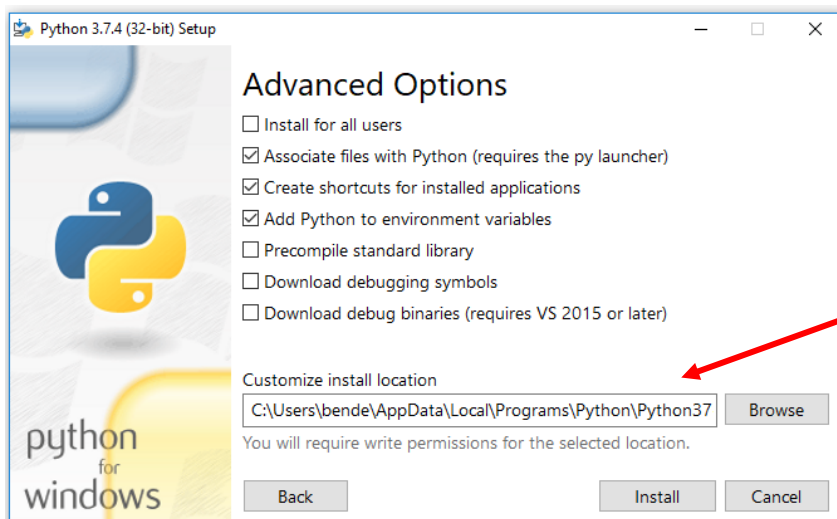 Python 3.7.4 (32-bit) Setup
Advanced Options
Install for all users
Associate files with Python (requires the py launcher)
Create shortcuts for installed applications
Add Python to environment variables
Precompile standard library
Download debugging symbols
Download debug binaries (requires VS 2015 or later)
Customize install location
C:\Users\bende\AppData\Local\Programs\Python\Python37
Browse
You will require write permissions for the selected location.
python
for
windows
Back
Install
Cancel